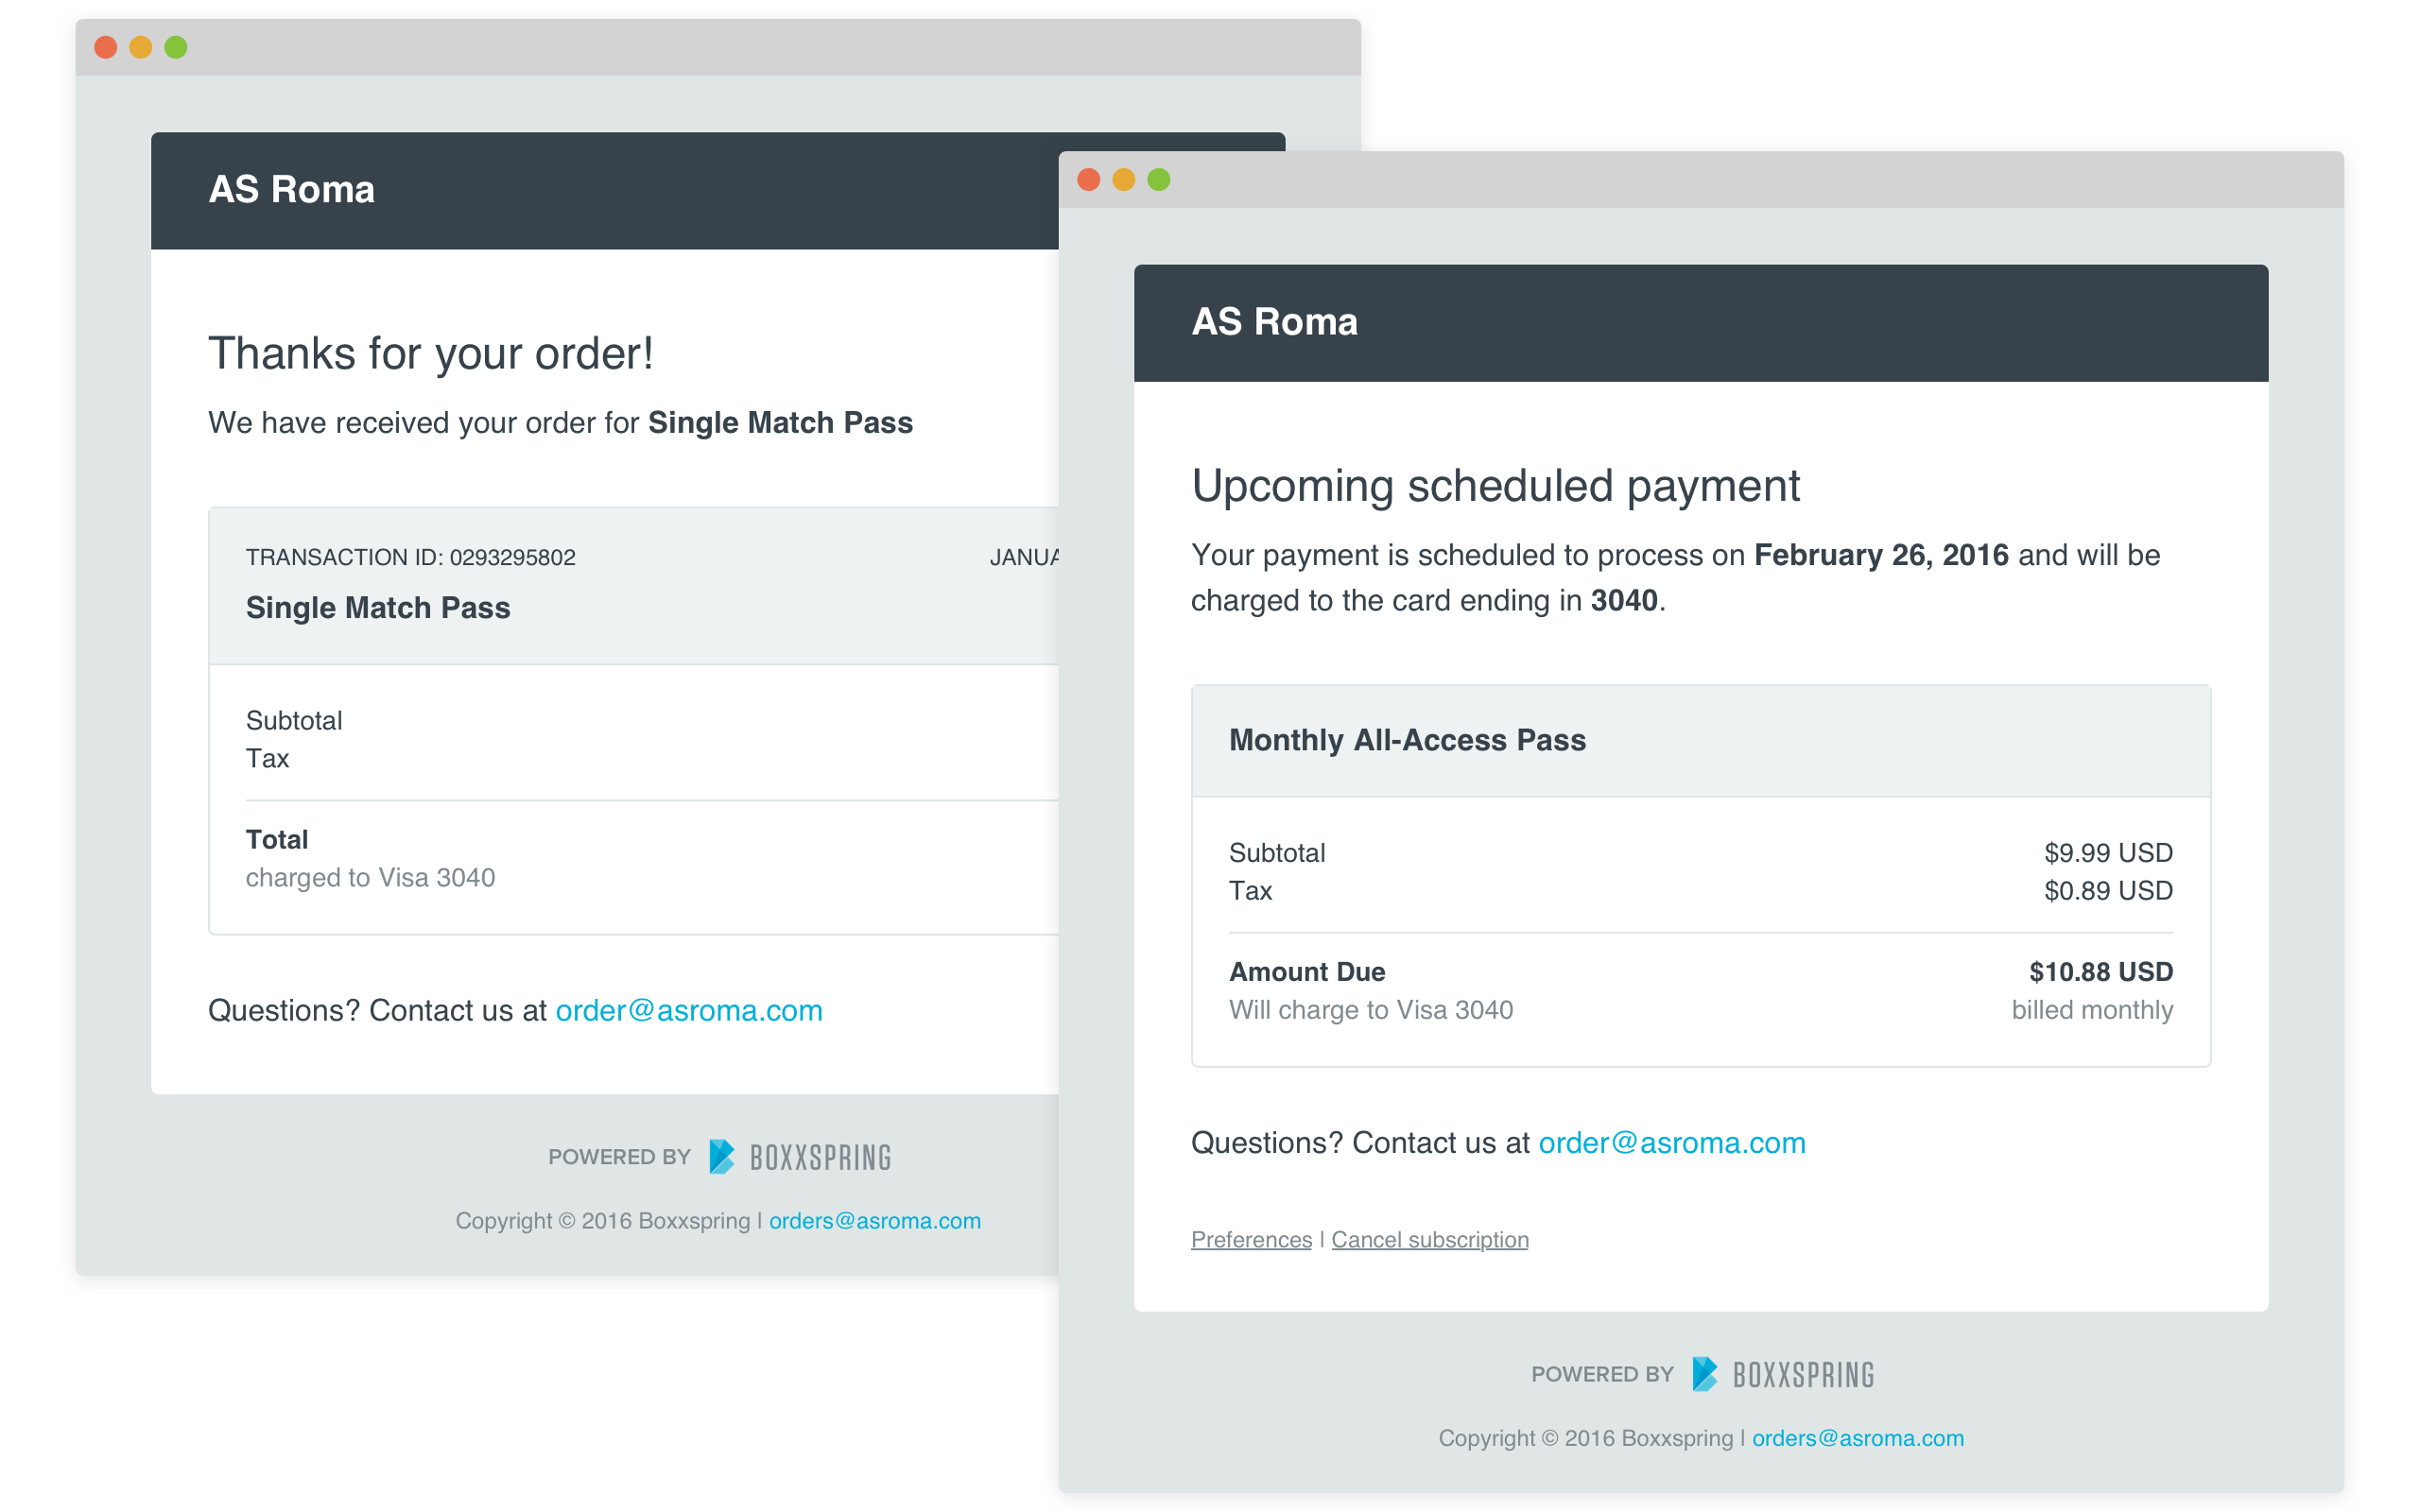 AS Roma
Thanks for your order!
We have received your order for Single Match Pass
TRANSACTION ID: 0293295802
Single Match Pass
Subtotal
Tax
Total
charged to Visa 3040
Questions? Contact us at order@asroma.com
POWERED BY BOXXSPRING
Copyright © 2016 Boxxspring | orders@asroma.com
AS Roma
Upcoming scheduled payment
Your payment is scheduled to process on February 26, 2016 and will be
charged to the card ending in 3040.
Monthly All-Access Pass
Subtotal $9.99 USD
Tax $0.89 USD
Amount Due $10.88 USD
Will charge to Visa 3040 billed monthly
Questions? Contact us at order@asroma.com
Preferences | Cancel subscription
POWERED BY BOXXSPRING
Copyright © 2016 Boxxspring | orders@asroma.com